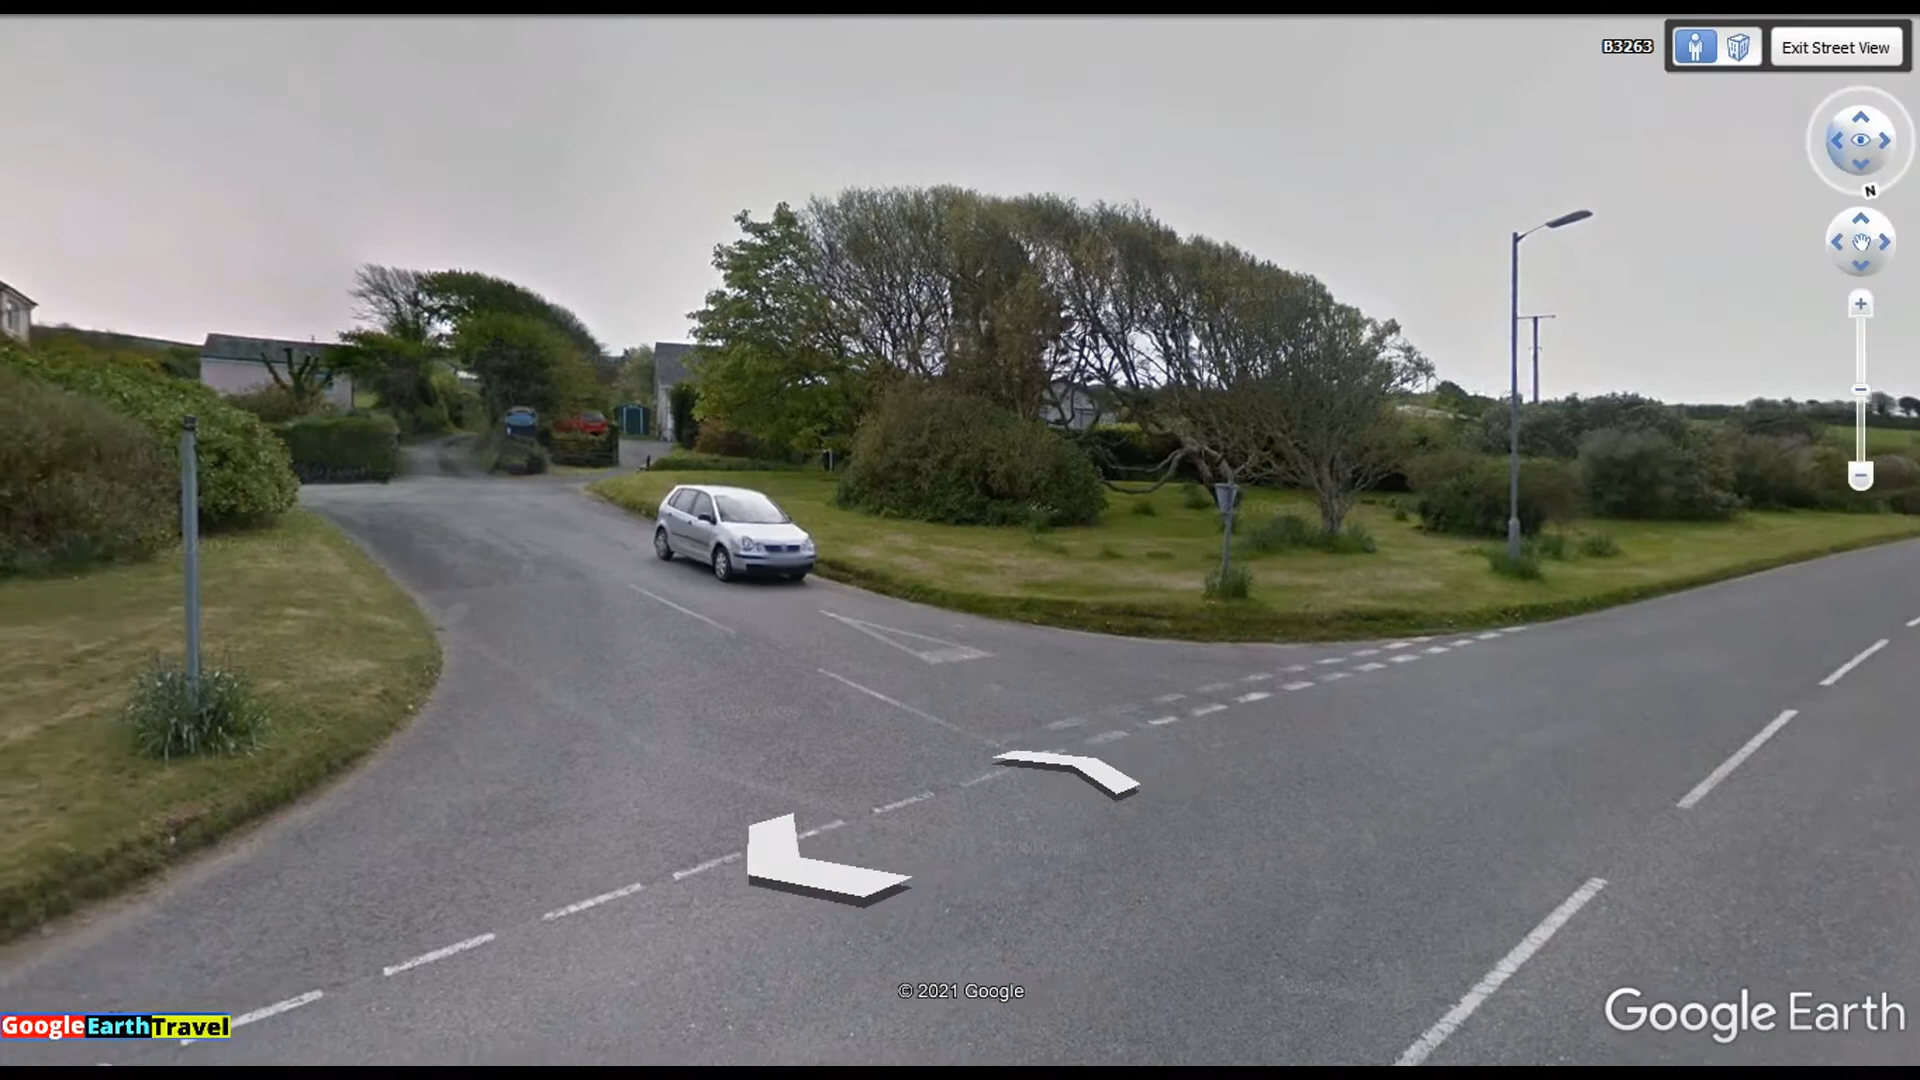 B3263
Exit Street View
N
© 2021 Google
Google Earth
GoogleEarthTravel